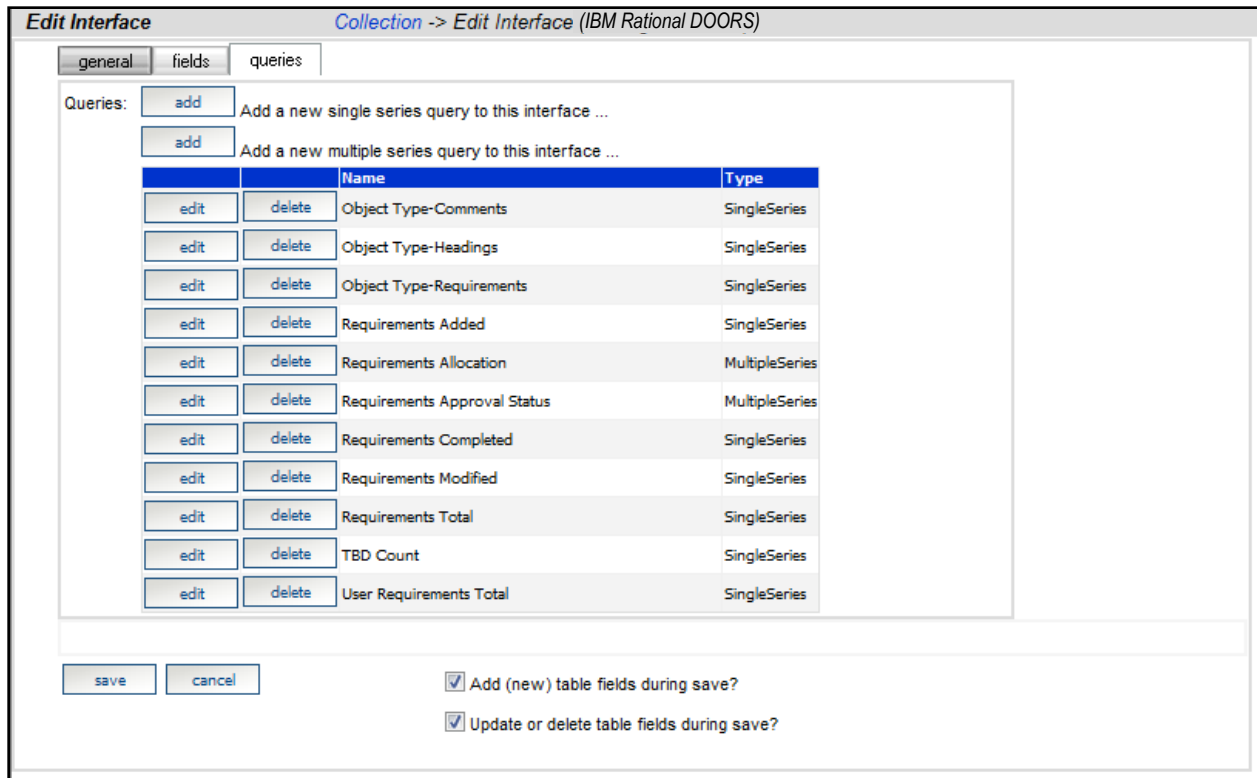 Edit Interface Collection -> Edit Interface (IBM Rational DOORS)
general fields queries
Queries: add Add a new single series query to this interface ...
add Add a new multiple series query to this interface ...
Name Type
edit delete Object Type-Comments SingleSeries
edit delete Object Type-Headings SingleSeries
edit delete Object Type-Requirements SingleSeries
edit delete Requirements Added SingleSeries
edit delete Requirements Allocation MultipleSeries
edit delete Requirements Approval Status MultipleSeries
edit delete Requirements Completed SingleSeries
edit delete Requirements Modified SingleSeries
edit delete Requirements Total SingleSeries
edit delete TBD Count SingleSeries
edit delete User Requirements Total SingleSeries
save cancel Add (new) table fields during save?
Update or delete table fields during save?